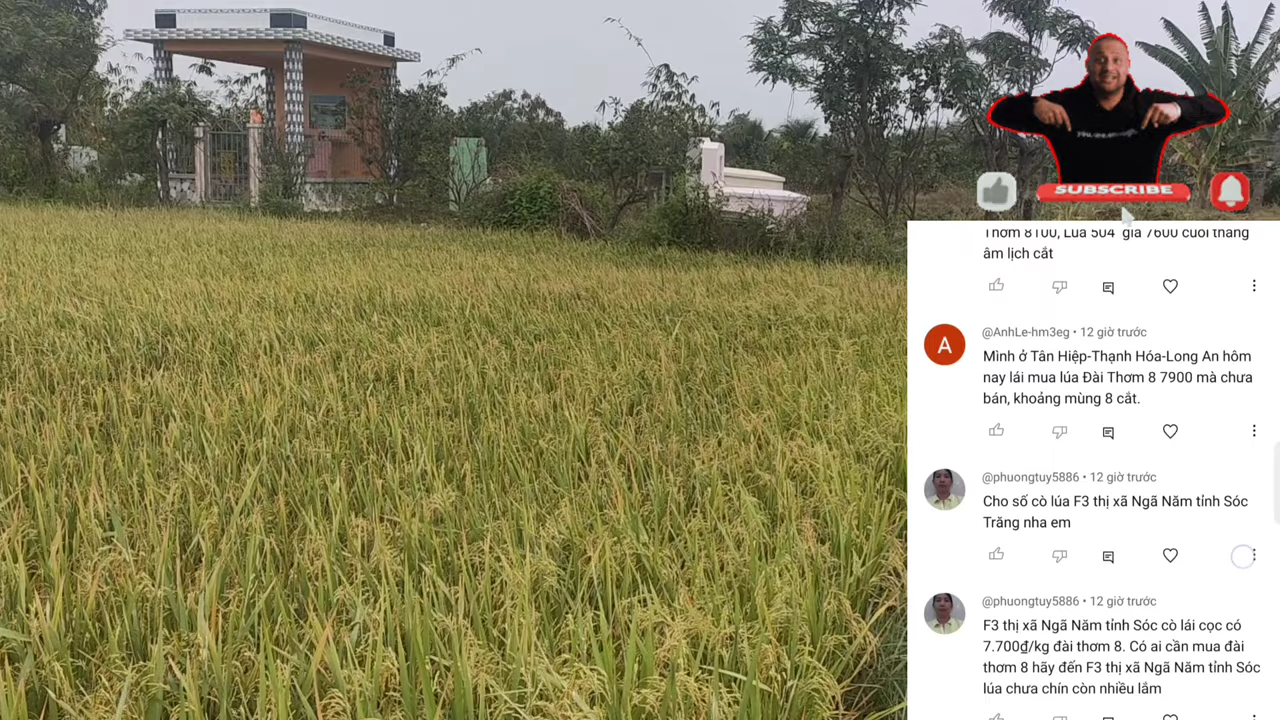 SUBSCRIBE
Thơm 8100, Lúa 504 giá 7600 cuối tháng
âm lịch cắt
@AnhLe-hm3eg • 12 giờ trước
A
Mình ở Tân Hiệp-Thạnh Hóa-Long An hôm
nay lái mua lúa Đài Thơm 8 7900 mà chưa
bán, khoảng mùng 8 cắt.
@phuongtuy5886 • 12 giờ trước
Cho số cò lúa F3 thị xã Ngã Năm tỉnh Sóc
Trăng nha em
@phuongtuy5886 • 12 giờ trước
F3 thị xã Ngã Năm tỉnh Sóc cò lái cọc có
7.700₫/kg đài thơm 8. Có ai cần mua đài
thơm 8 hãy đến F3 thị xã Ngã Năm tỉnh Sóc
lúa chưa chín còn nhiều lắm